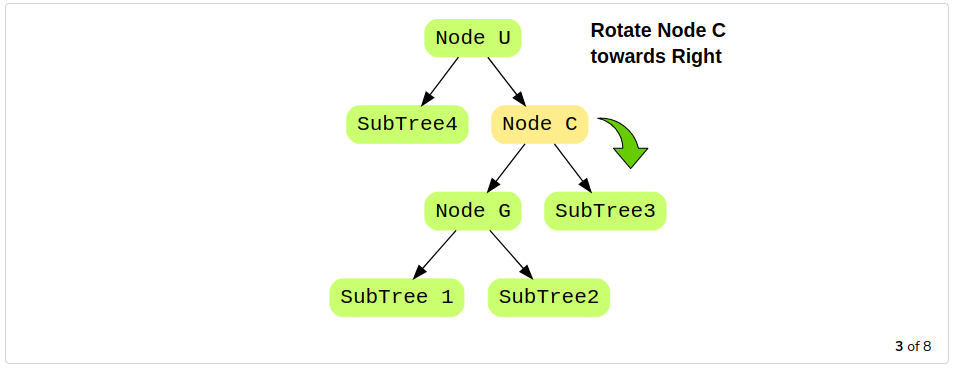 Node U
Rotate Node C
towards Right
SubTree4
Node C
Node G
SubTree3
SubTree 1
SubTree2
3 of 8